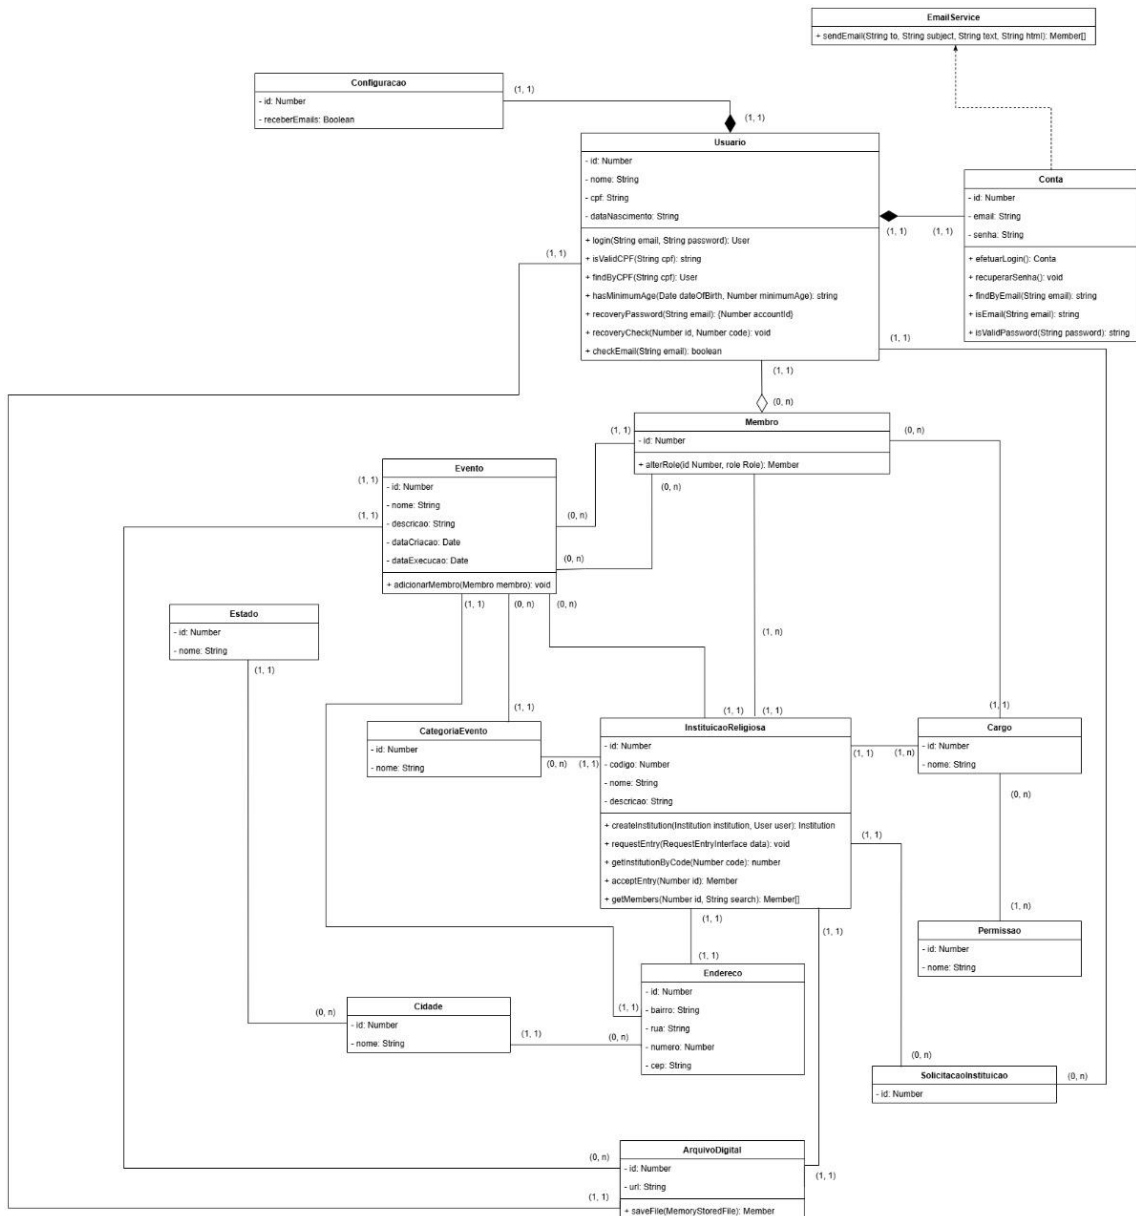 EmailService
+ sendEmail(String to, String subject, String text, String html): Member[]
Configuracao
- id: Number
- receberEmails: Boolean
(1, 1)
(1, 1)
Usuario
- id: Number
- nome: String
- cpf: String
- dataNascimento: String
+ login(String email, String password): User
+ isValidCPF(String cpf): string
+ findByCPF(String cpf): User
+ hasMinimumAge(Date dateOfBirth, Number minimumAge): string
+ recoveryPassword(String email): {Number accountId}
+ recoveryCheck(Number id, Number code): void
+ checkEmail(String email): boolean
(1, 1)
(1, 1)
(1, 1)
Conta
- id: Number
- email: String
- senha: String
+ efetuarLogin(): Conta
+ recuperarSenha(): void
+ findByEmail(String email): string
+ isEmail(String email): string
+ isValidPassword(String password): string
(1, 1)
(1, 1)
(0, n)
Membro
- id: Number
+ alterRole(id Number, role Role): Member
(1, 1)
(0, n)
(0, n)
(1, n)
(1, 1)
Evento
- id: Number
- nome: String
- descricao: String
- dataCriacao: Date
- dataExecucao: Date
+ adicionarMembro(Membro membro): void
(1, 1)
(1, 1)
(0, n)
(0, n)
(1, 1)
(0, n)
(0, n)
Estado
- id: Number
- nome: String
(1, 1)
(1, 1)
CategoriaEvento
- id: Number
- nome: String
(0, n)
(1, 1)
(1, 1)
InstituicaoReligiosa
- id: Number
- codigo: Number
- nome: String
- descricao: String
+ createInstitution(Institution institution, User user): Institution
+ requestEntry(RequestEntryInterface data): void
+ getInstitutionByCode(Number code): number
+ acceptEntry(Number id): Member
+ getMembers(Number id, String search): Member[]
(1, 1)
(1, n)
(1, 1)
Cargo
- id: Number
- nome: String
(0, n)
(1, 1)
(1, n)
Permissao
- id: Number
- nome: String
(1, 1)
(1, 1)
(1, 1)
Endereco
- id: Number
- bairro: String
- rua: String
- numero: Number
- cep: String
(1, 1)
(0, n)
Cidade
- id: Number
- nome: String
(0, n)
(1, 1)
(0, n)
SolicitacaoInstituicao
- id: Number
(0, n)
ArquivoDigital
- id: Number
- url: String
+ saveFile(MemoryStoredFile): Member
(0, n)
(1, 1)
(1, 1)